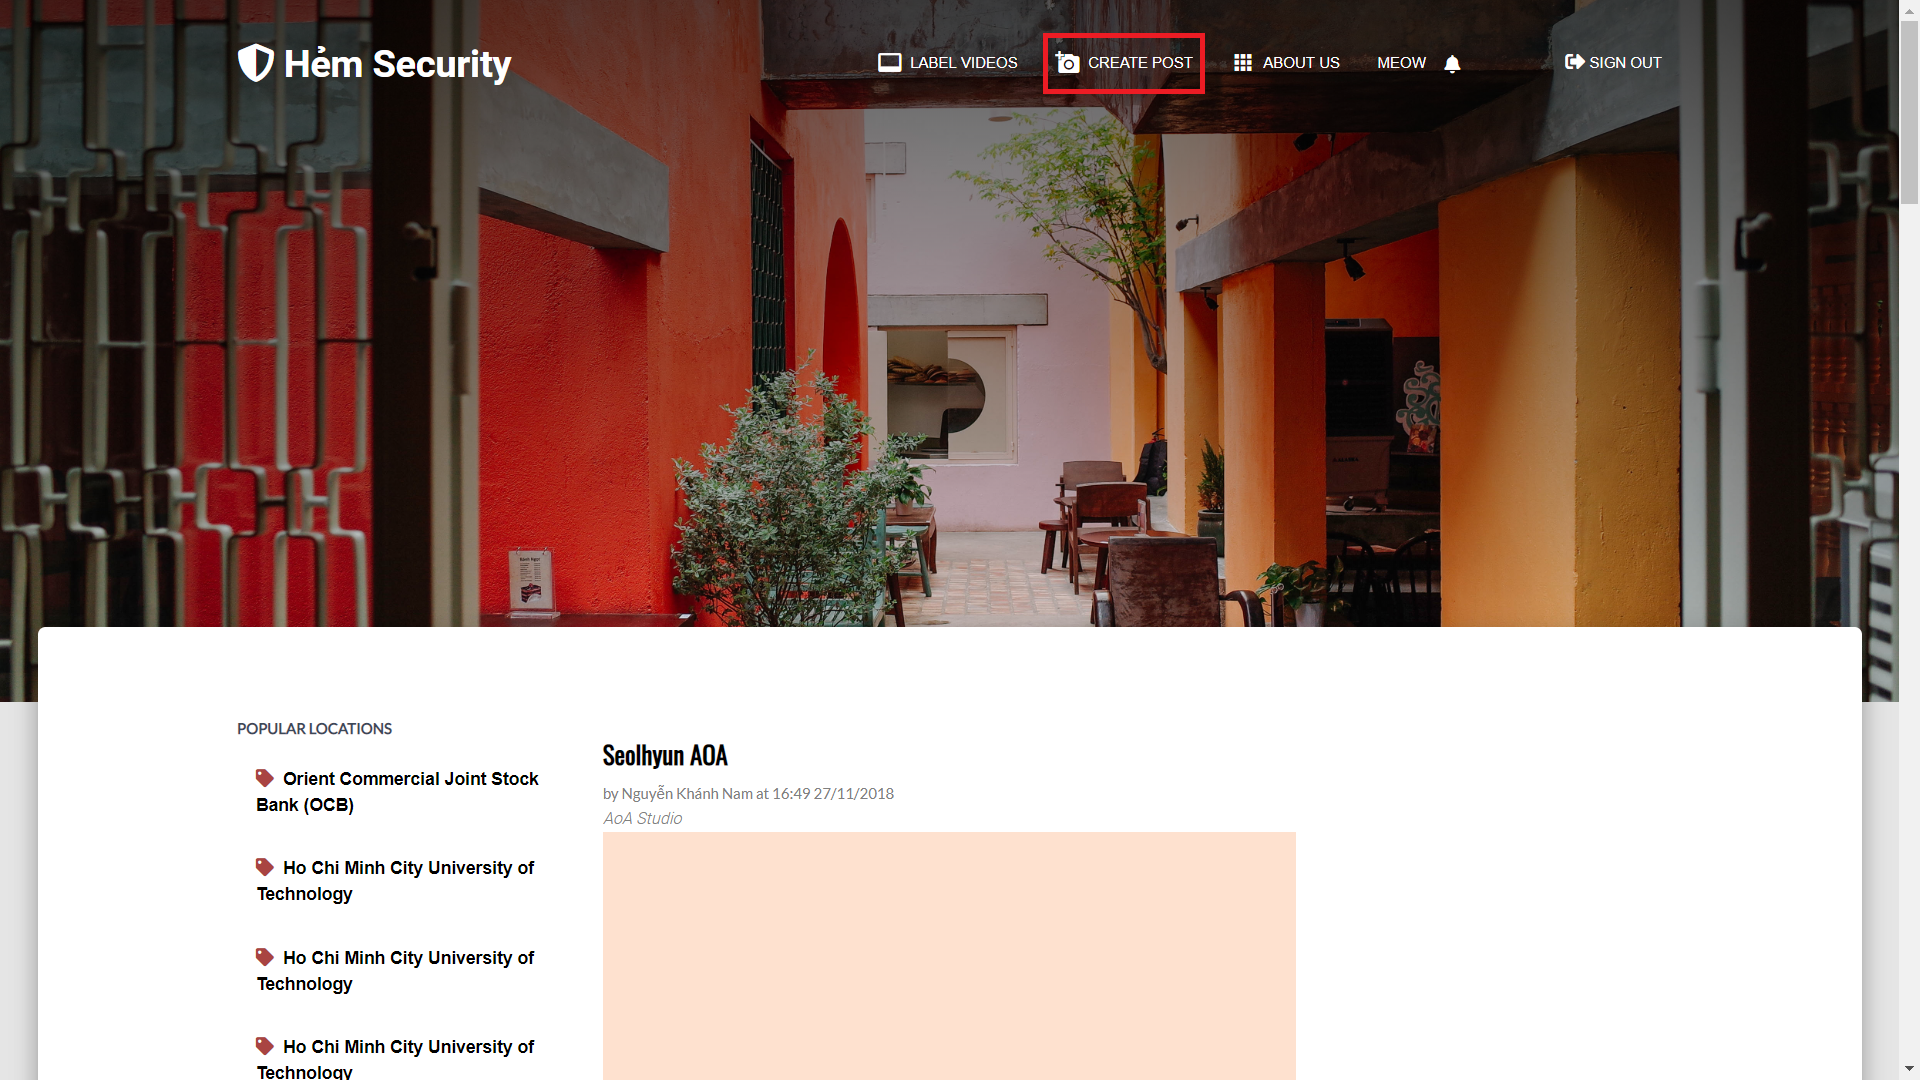 Hẻm Security
LABEL VIDEOS
CREATE POST
ABOUT US
MEOW
SIGN OUT
POPULAR LOCATIONS
Orient Commercial Joint Stock
Bank (OCB)
Ho Chi Minh City University of
Technology
Ho Chi Minh City University of
Technology
Ho Chi Minh City University of
Technology
Seolhyun AOA
by Nguyễn Khánh Nam at 16:49 27/11/2018
AoA Studio